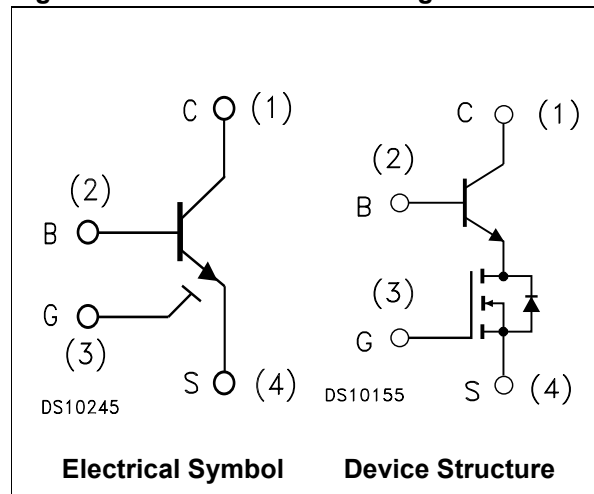 C (1)
(2)
B
G
(3)
S (4)
DS10245
C (1)
(2)
B
(3)
G
S (4)
DS10155
Electrical Symbol
Device Structure